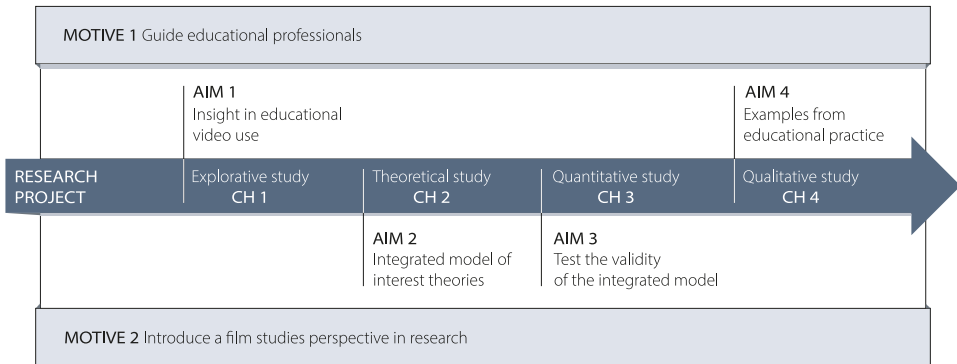 MOTIVE 1 Guide educational professionals
AIM 1
Insight in educational
video use
AIM 4
Examples from
educational practice
RESEARCH
PROJECT
Explorative study
CH 1
Theoretical study
CH 2
Quantitative study
CH 3
Qualitative study
CH 4
AIM 2
Integrated model of
interest theories
AIM 3
Test the validity
of the integrated model
MOTIVE 2 Introduce a film studies perspective in research